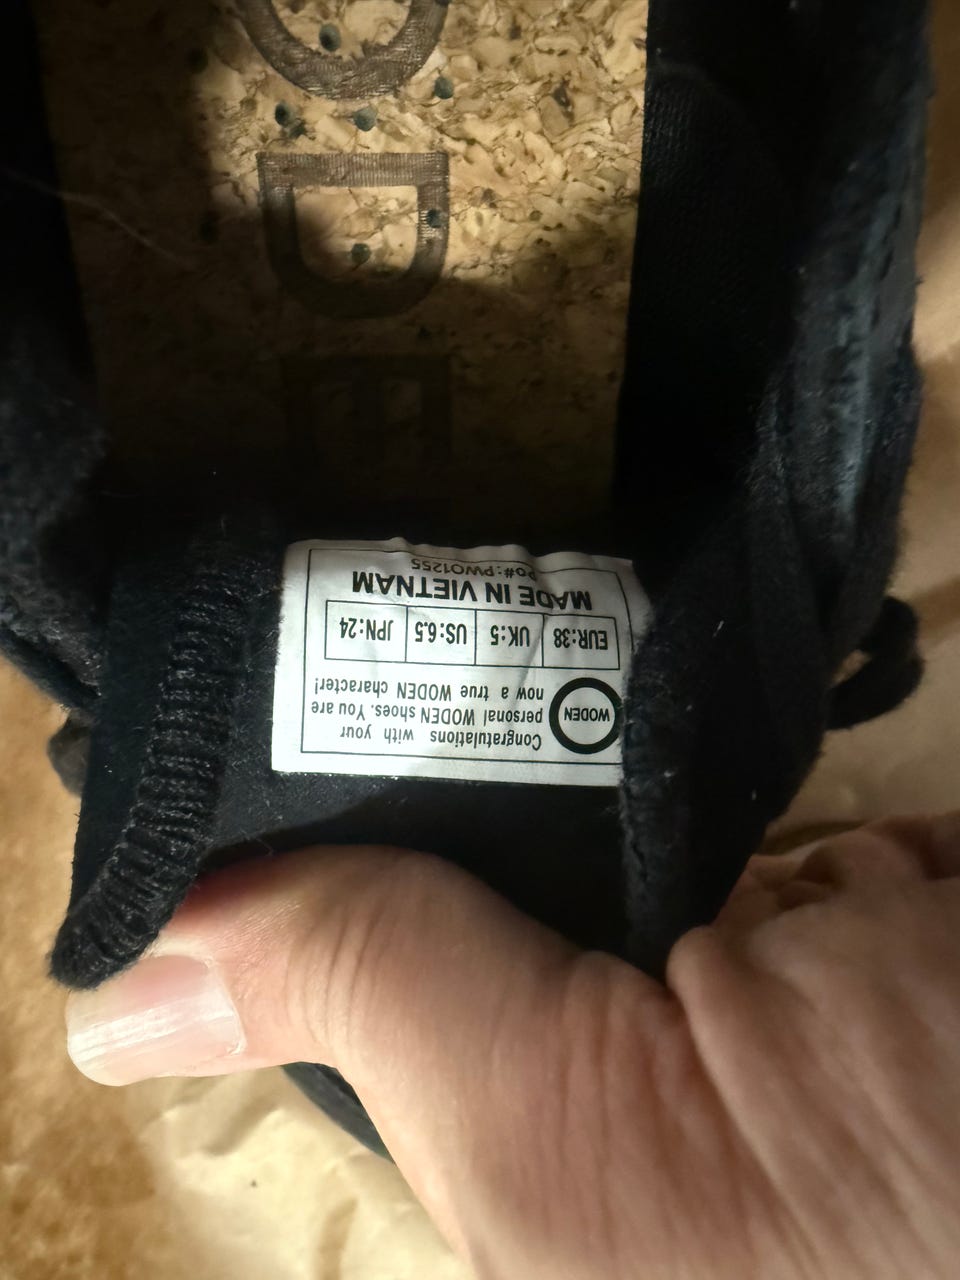 WODEN
Congratulations with your
personal WODEN shoes. You are
now a true WODEN character!
EUR:38 UK:5 US:6.5 JPN:24
MADE IN VIETNAM
Po#:PWO1255
O
D
E